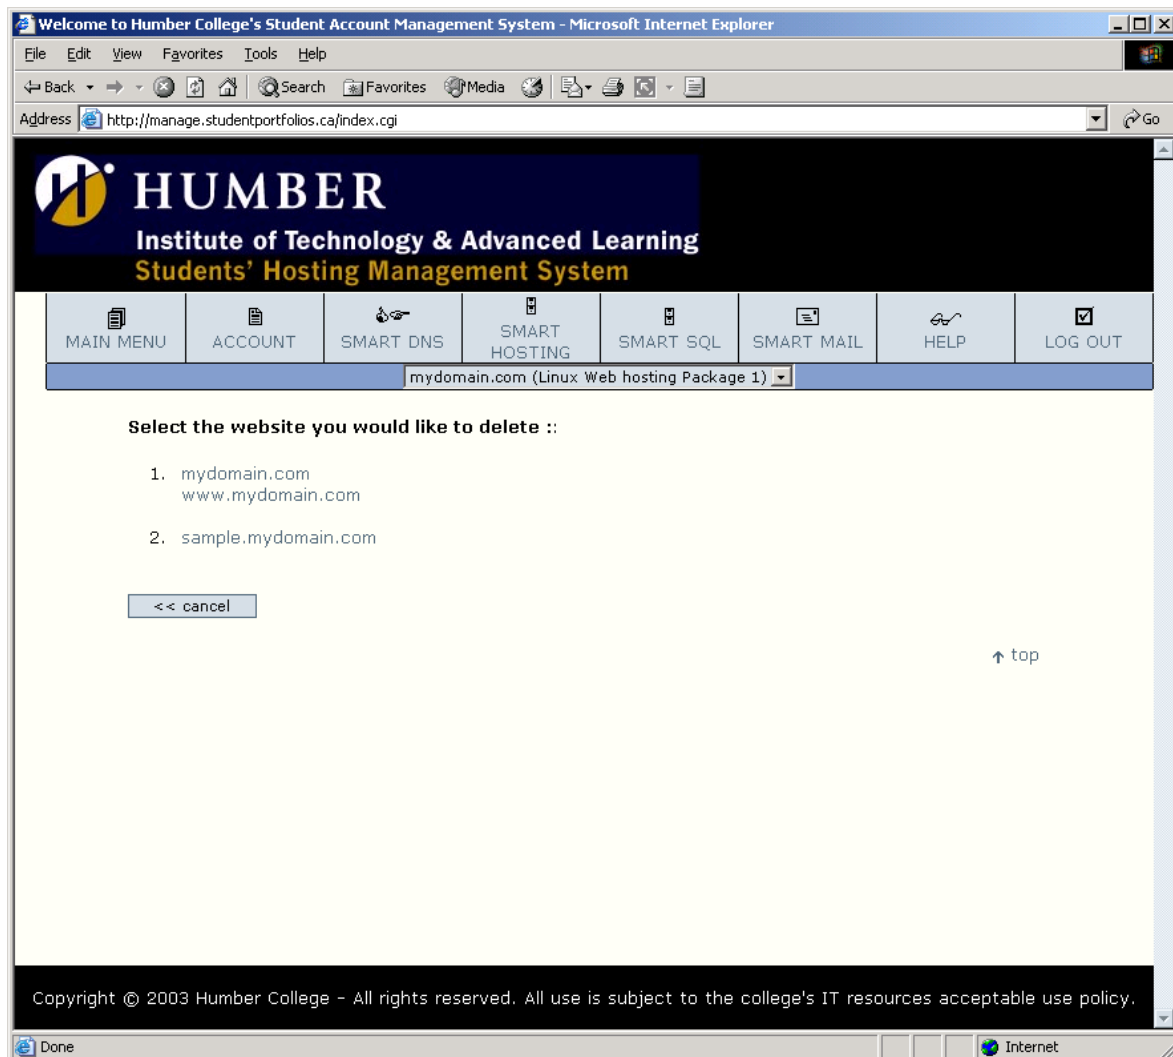 Welcome to Humber College's Student Account Management System - Microsoft Internet Explorer
File Edit View Favorites Tools Help
Back Search Favorites Media
Address http://manage.studentportfolios.ca/index.cgi Go
HUMBER
Institute of Technology & Advanced Learning
Students' Hosting Management System
MAIN MENU ACCOUNT SMART DNS SMART HOSTING SMART SQL SMART MAIL HELP LOG OUT
mydomain.com (Linux Web hosting Package 1)
Select the website you would like to delete ::
1. mydomain.com
www.mydomain.com
2. sample.mydomain.com
<< cancel
top
Copyright © 2003 Humber College - All rights reserved. All use is subject to the college's IT resources acceptable use policy.
Done Internet